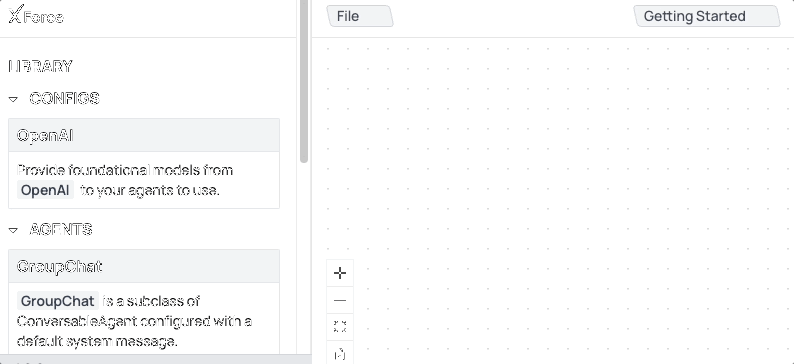 XForce
File
Getting Started
LIBRARY
CONFIGS
OpenAI
Provide foundational models from
OpenAI to your agents to use.
AGENTS
GroupChat
GroupChat is a subclass of
ConversableAgent configured with a
default system message.